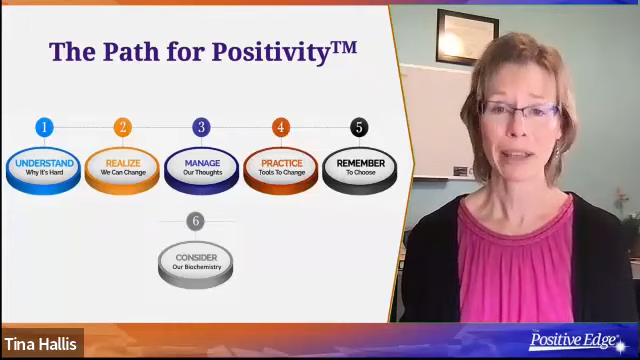 The Path for Positivity™
1
2
3
4
5
UNDERSTAND
Why It's Hard
REALIZE
We Can Change
MANAGE
Our Thoughts
PRACTICE
Tools To Change
REMEMBER
To Choose
6
CONSIDER
Our Biochemistry
Tina Hallis
The
Positive Edge